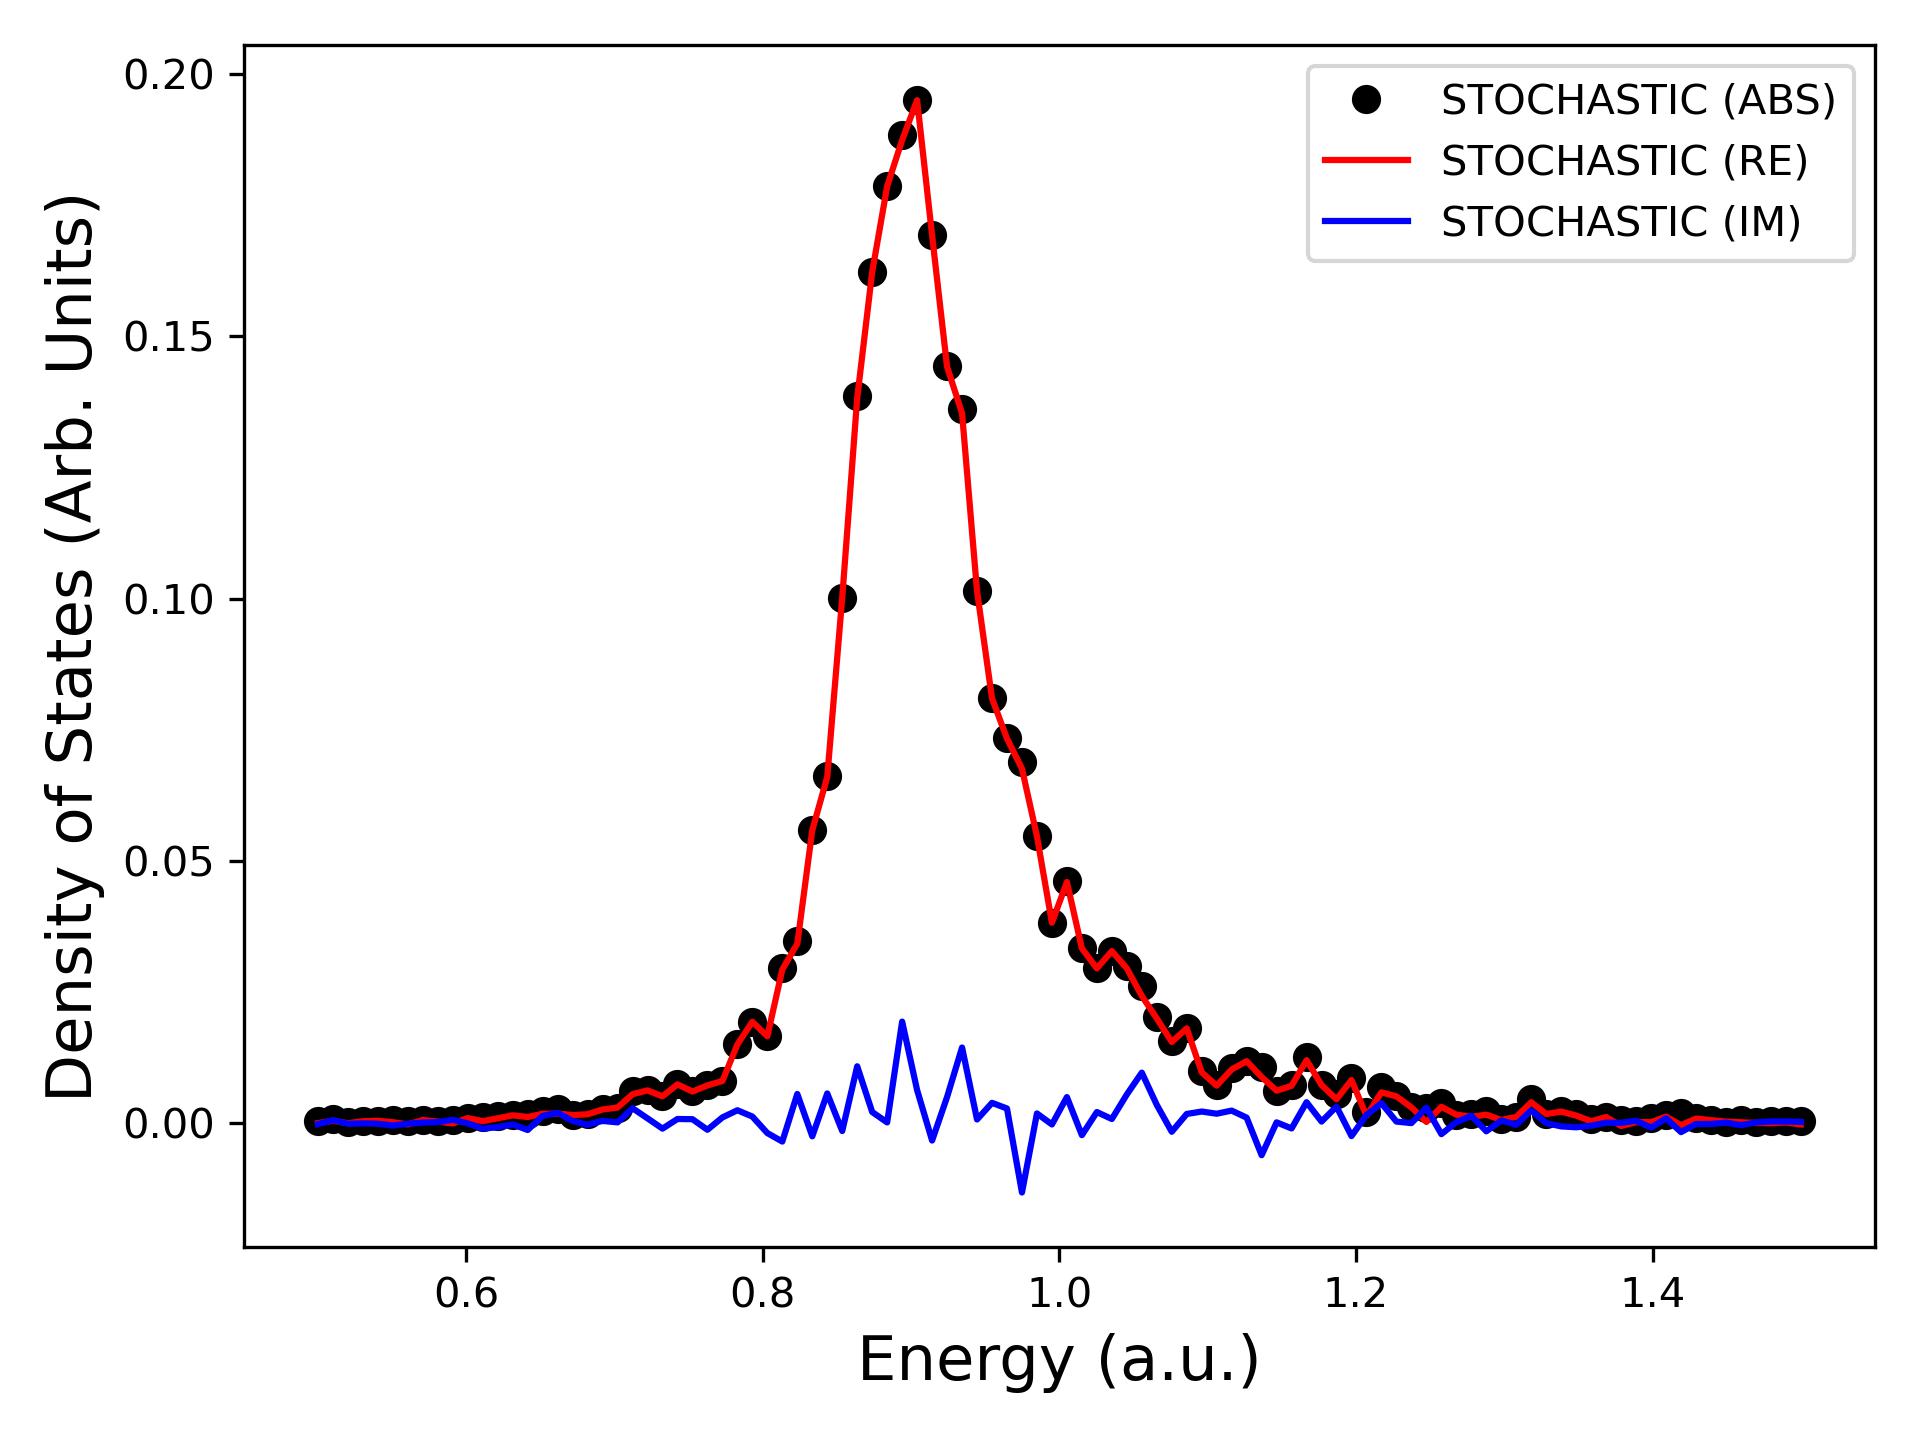 0.20
0.15
0.10
0.05
0.00
0.6
0.8
1.0
1.2
1.4
Density of States (Arb. Units)
Energy (a.u.)
STOCHASTIC (ABS)
STOCHASTIC (RE)
STOCHASTIC (IM)